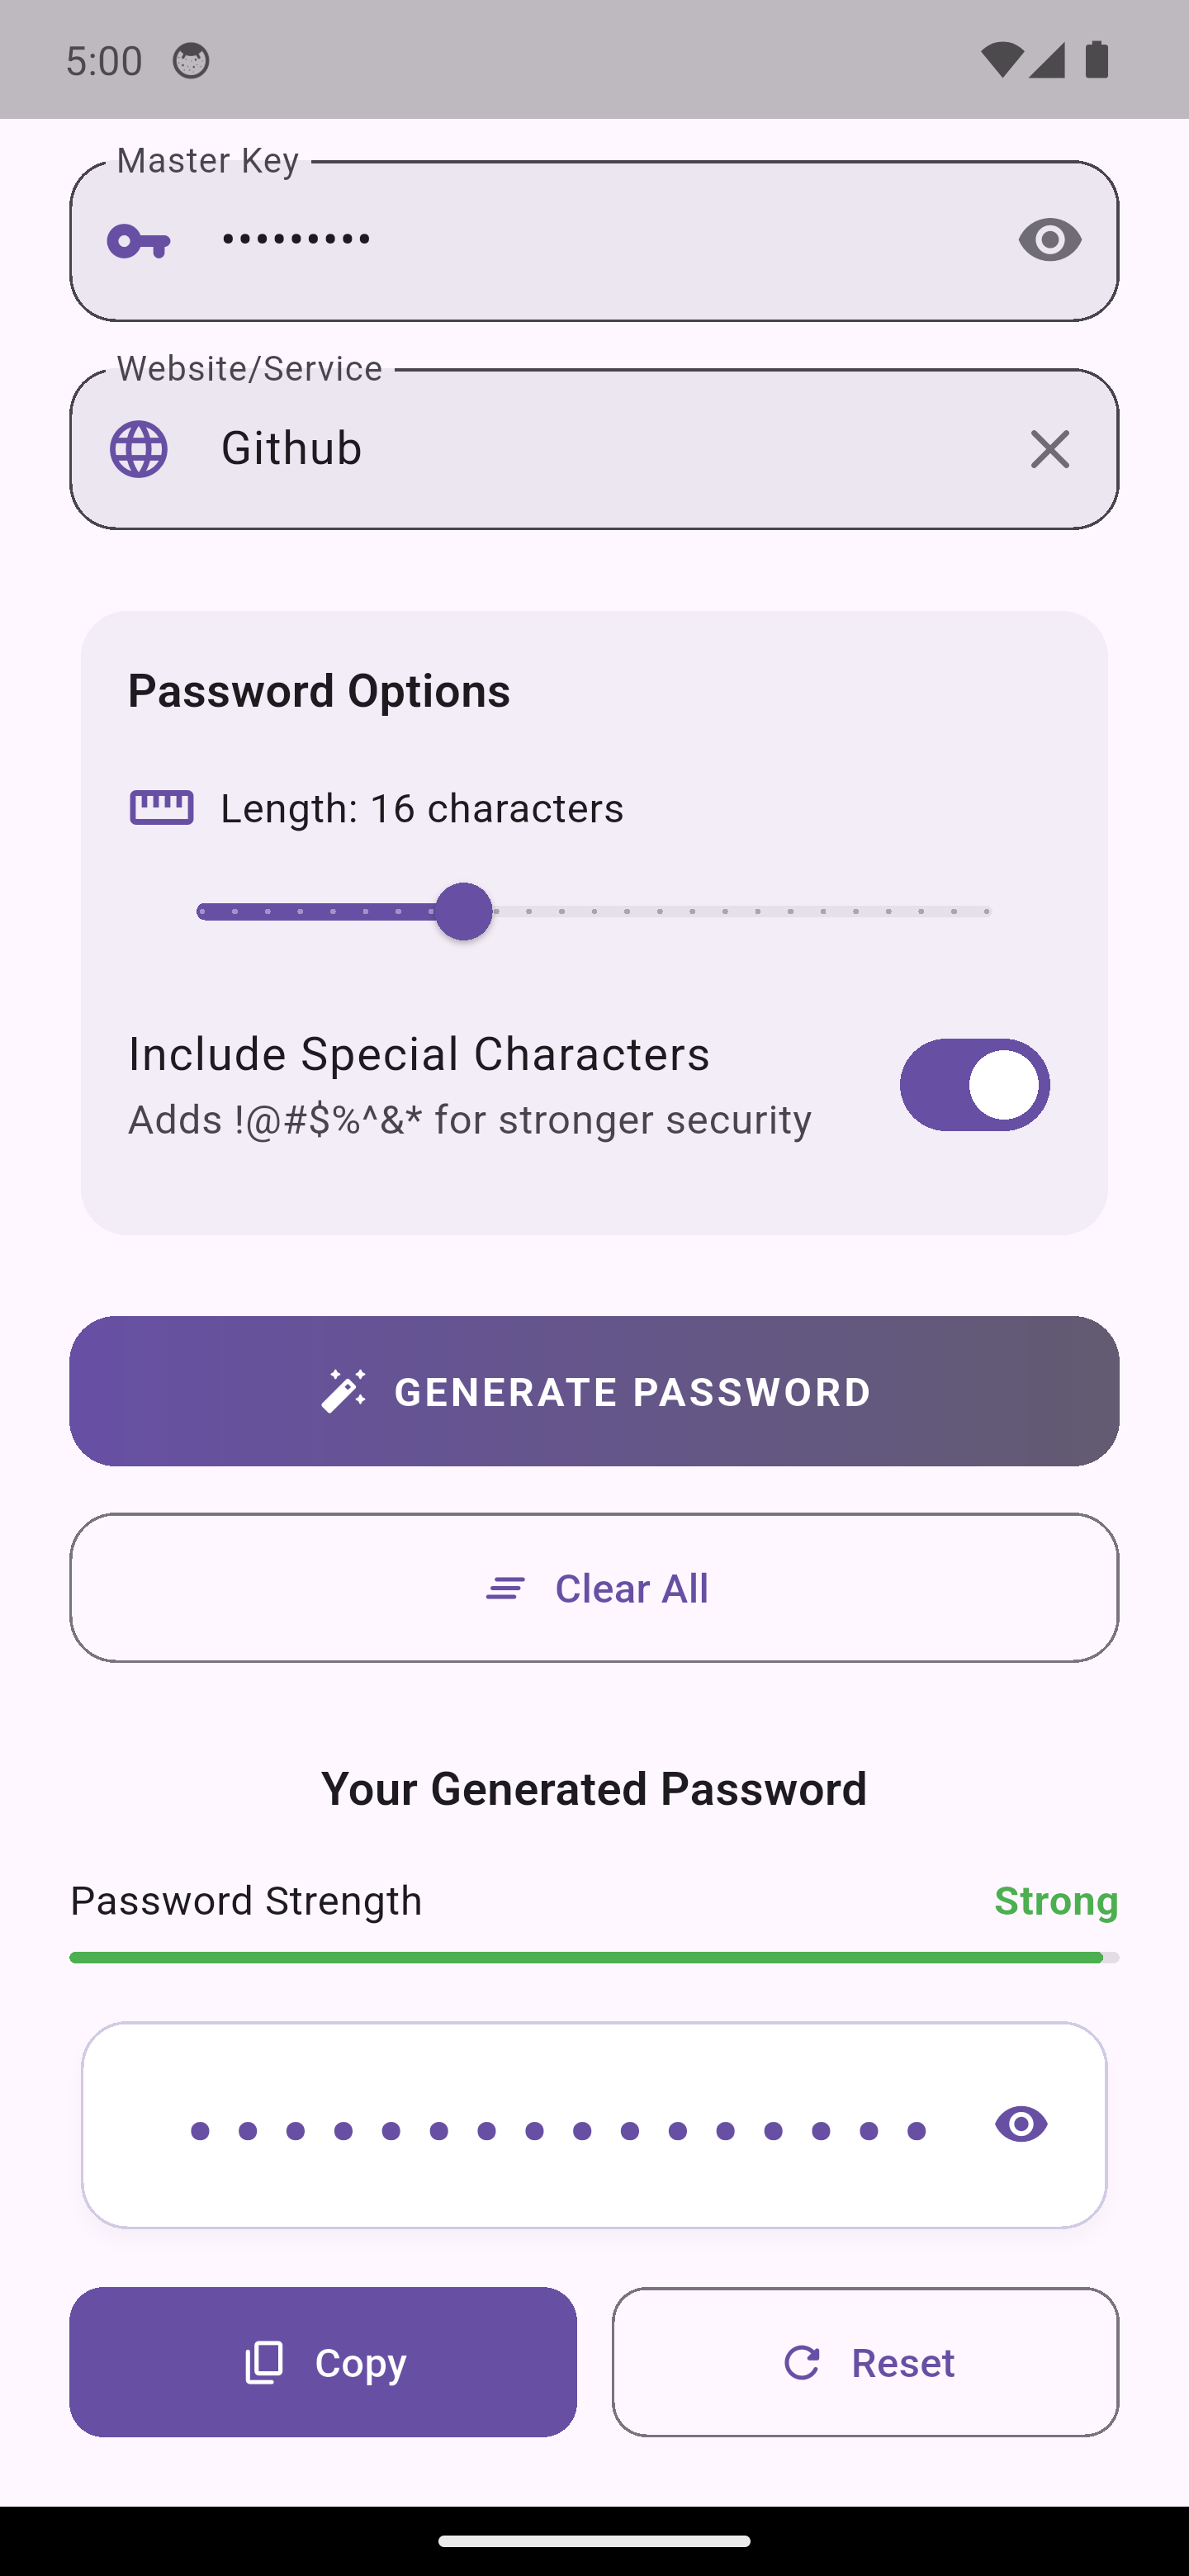 5:00
Master Key
•••••••••
Website/Service
Github
Password Options
Length: 16 characters
Include Special Characters
Adds !@#$%^&* for stronger security
GENERATE PASSWORD
Clear All
Your Generated Password
Password Strength
Strong
••••••••••••••••
Copy
Reset